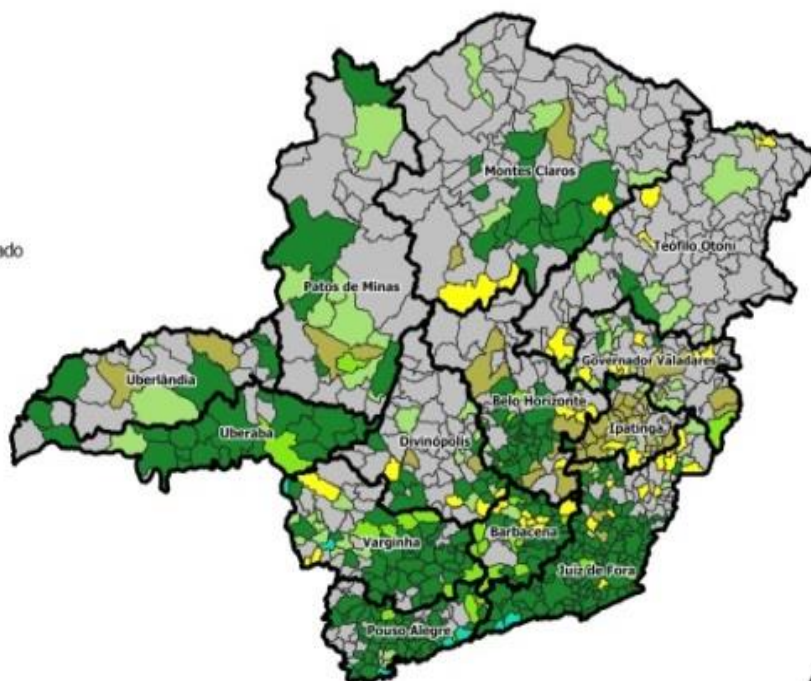 Montes Claros
ado
Teófilo Otoni
Patos de Minas
Governador Valadares
Uberlândia
Belo Horizonte
Uberaba
Divinópolis
Ipatinga
Barbacena
Varginha
Juiz de Fora
Pouso Alegre